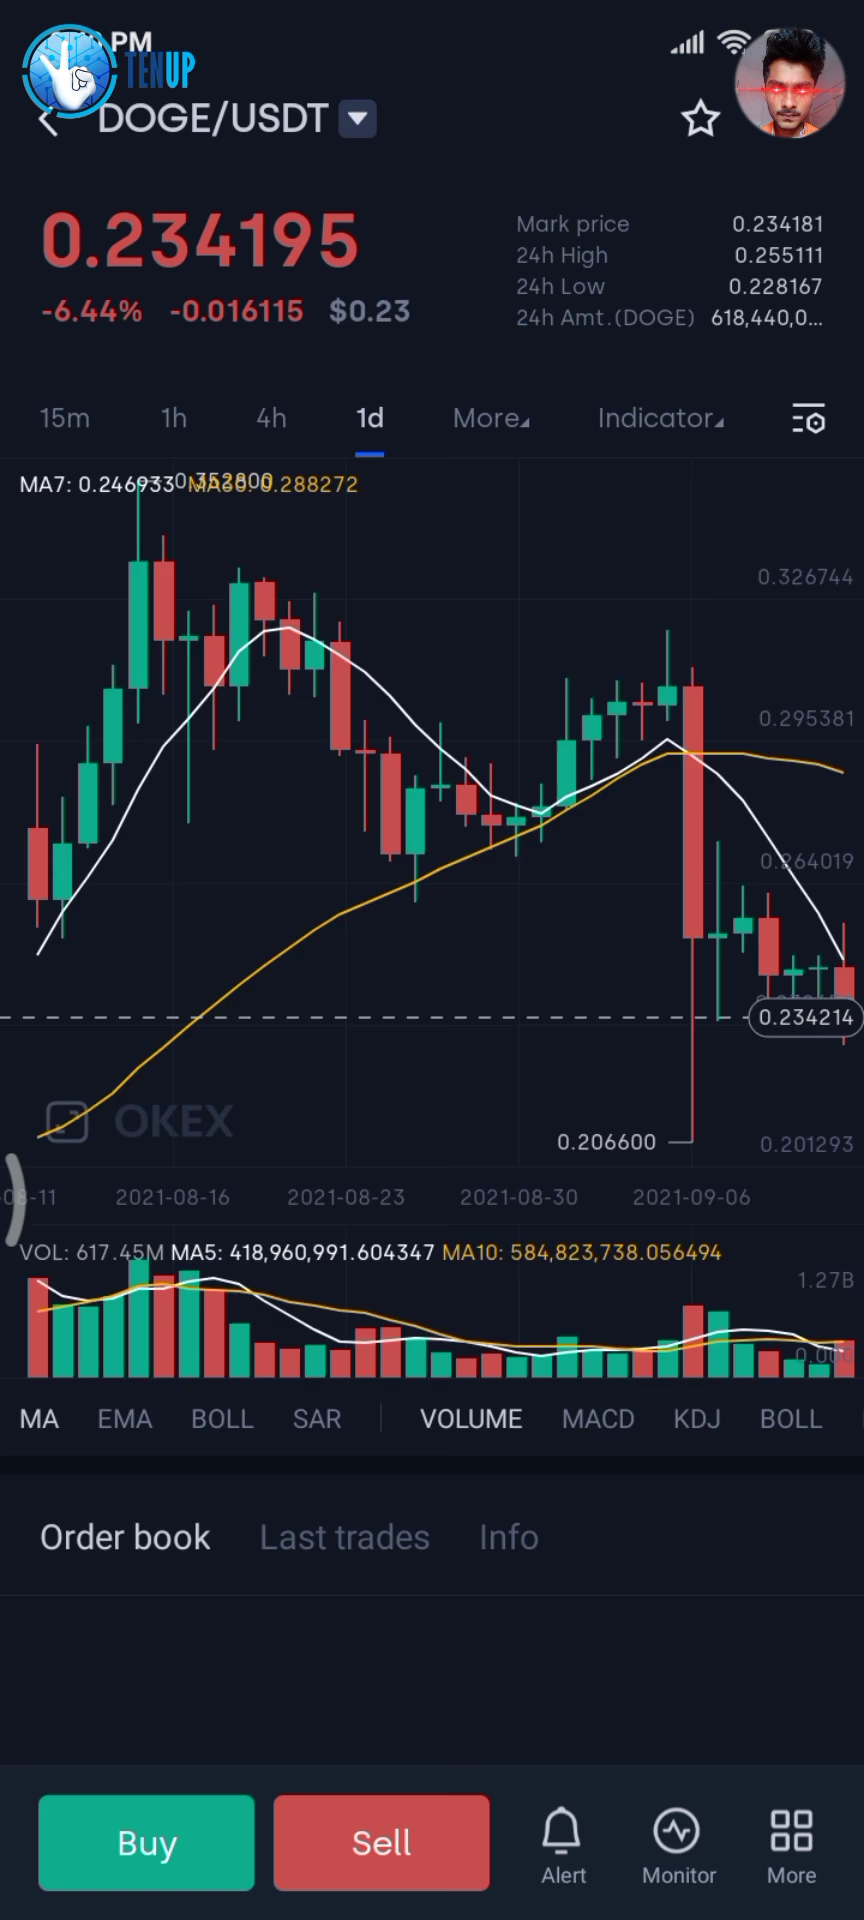 PM
TENUP
DOGE/USDT
0.234195
-6.44% -0.016115 $0.23
Mark price 0.234181
24h High 0.255111
24h Low 0.228167
24h Amt.(DOGE) 618,440,0...
15m 1h 4h 1d More Indicator
MA7: 0.246933 0.352800 0.288272
0.326744
0.295381
0.264019
0.234214
OKEX
0.206600
0.201293
08-11 2021-08-16 2021-08-23 2021-08-30 2021-09-06
VOL: 617.45M MA5: 418,960,991.604347 MA10: 584,823,738.056494
1.27B
0.000
MA EMA BOLL SAR VOLUME MACD KDJ BOLL
Order book Last trades Info
Buy Sell
Alert Monitor More